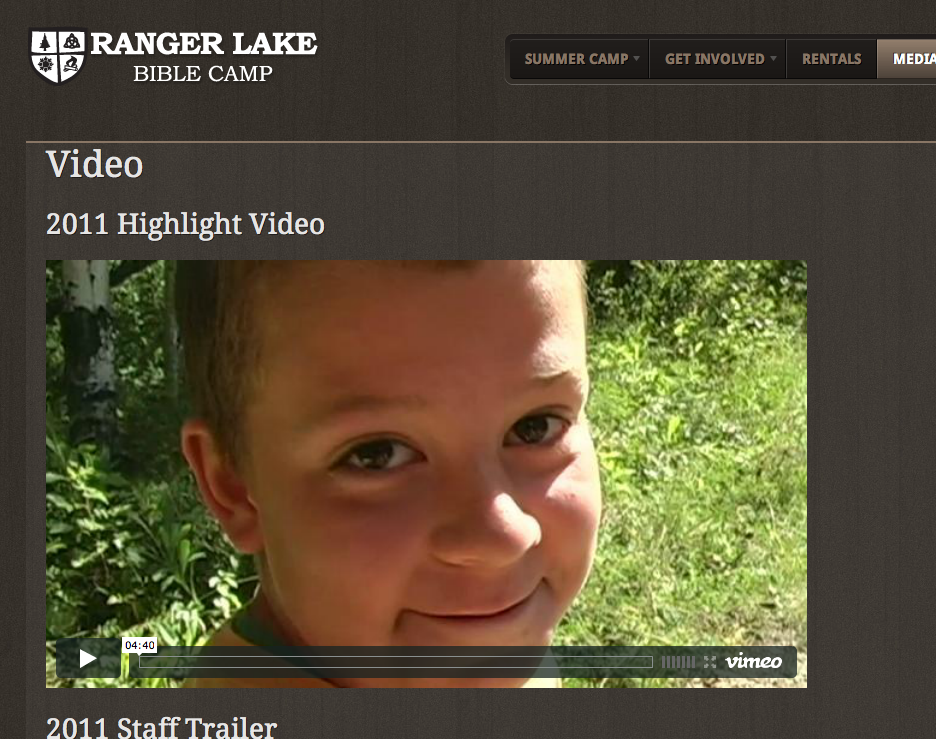 RANGER LAKE
BIBLE CAMP
SUMMER CAMP
GET INVOLVED
RENTALS
MEDIA
Video
2011 Highlight Video
04:40
vimeo
2011 Staff Trailer